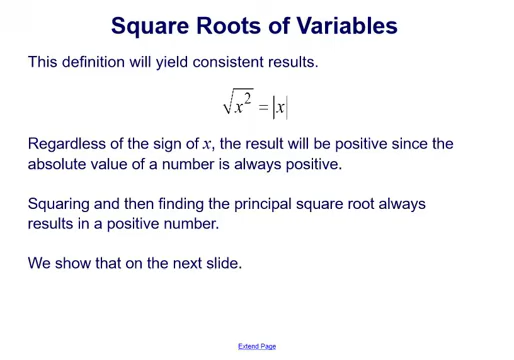 Square Roots of Variables
This definition will yield consistent results.
√x² = |x|
Regardless of the sign of x, the result will be positive since the
absolute value of a number is always positive.
Squaring and then finding the principal square root always
results in a positive number.
We show that on the next slide.
Extend Page